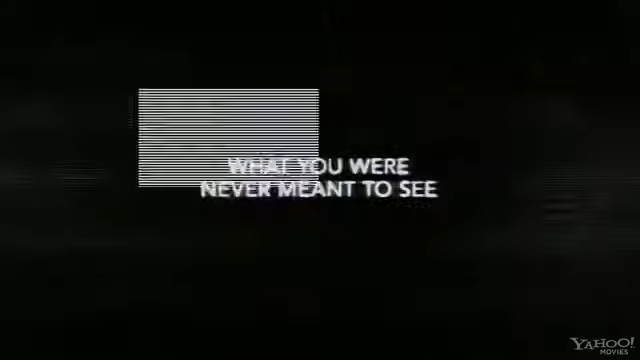 WHAT YOU WERE
NEVER MEANT TO SEE
YAHOO!
MOVIES